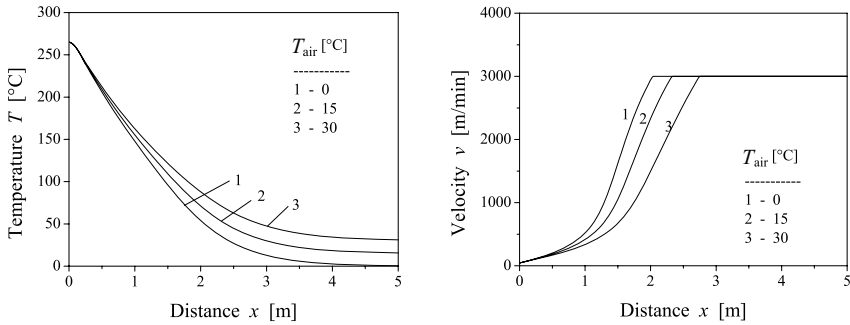 300
250
200
150
100
50
0
0
1
2
3
4
5
Temperature T [°C]
Distance x [m]
T air [°C]
-----------
1 - 0
2 - 15
3 - 30
1
2
3
4000
3000
2000
1000
0
0
1
2
3
4
5
Velocity v [m/min]
Distance x [m]
T air [°C]
-----------
1 - 0
2 - 15
3 - 30
1
2
3